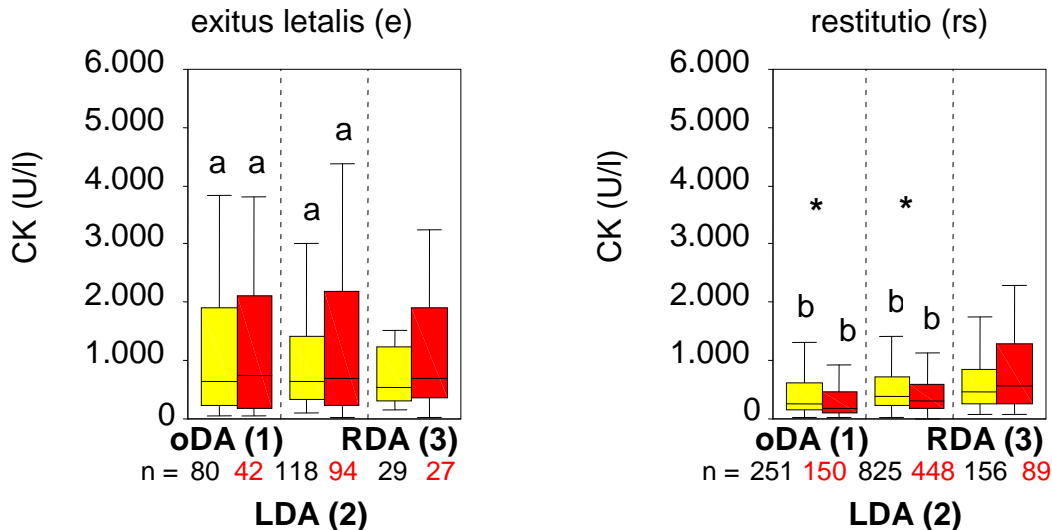 exitus letalis (e)
6.000
5.000
4.000
3.000
2.000
1.000
0
CK (U/l)
a a a a
oDA (1) RDA (3)
n = 80 42 118 94 29 27
LDA (2)
restitutio (rs)
6.000
5.000
4.000
3.000
2.000
1.000
0
CK (U/l)
* *
b b b b
oDA (1) RDA (3)
n = 251 150 825 448 156 89
LDA (2)